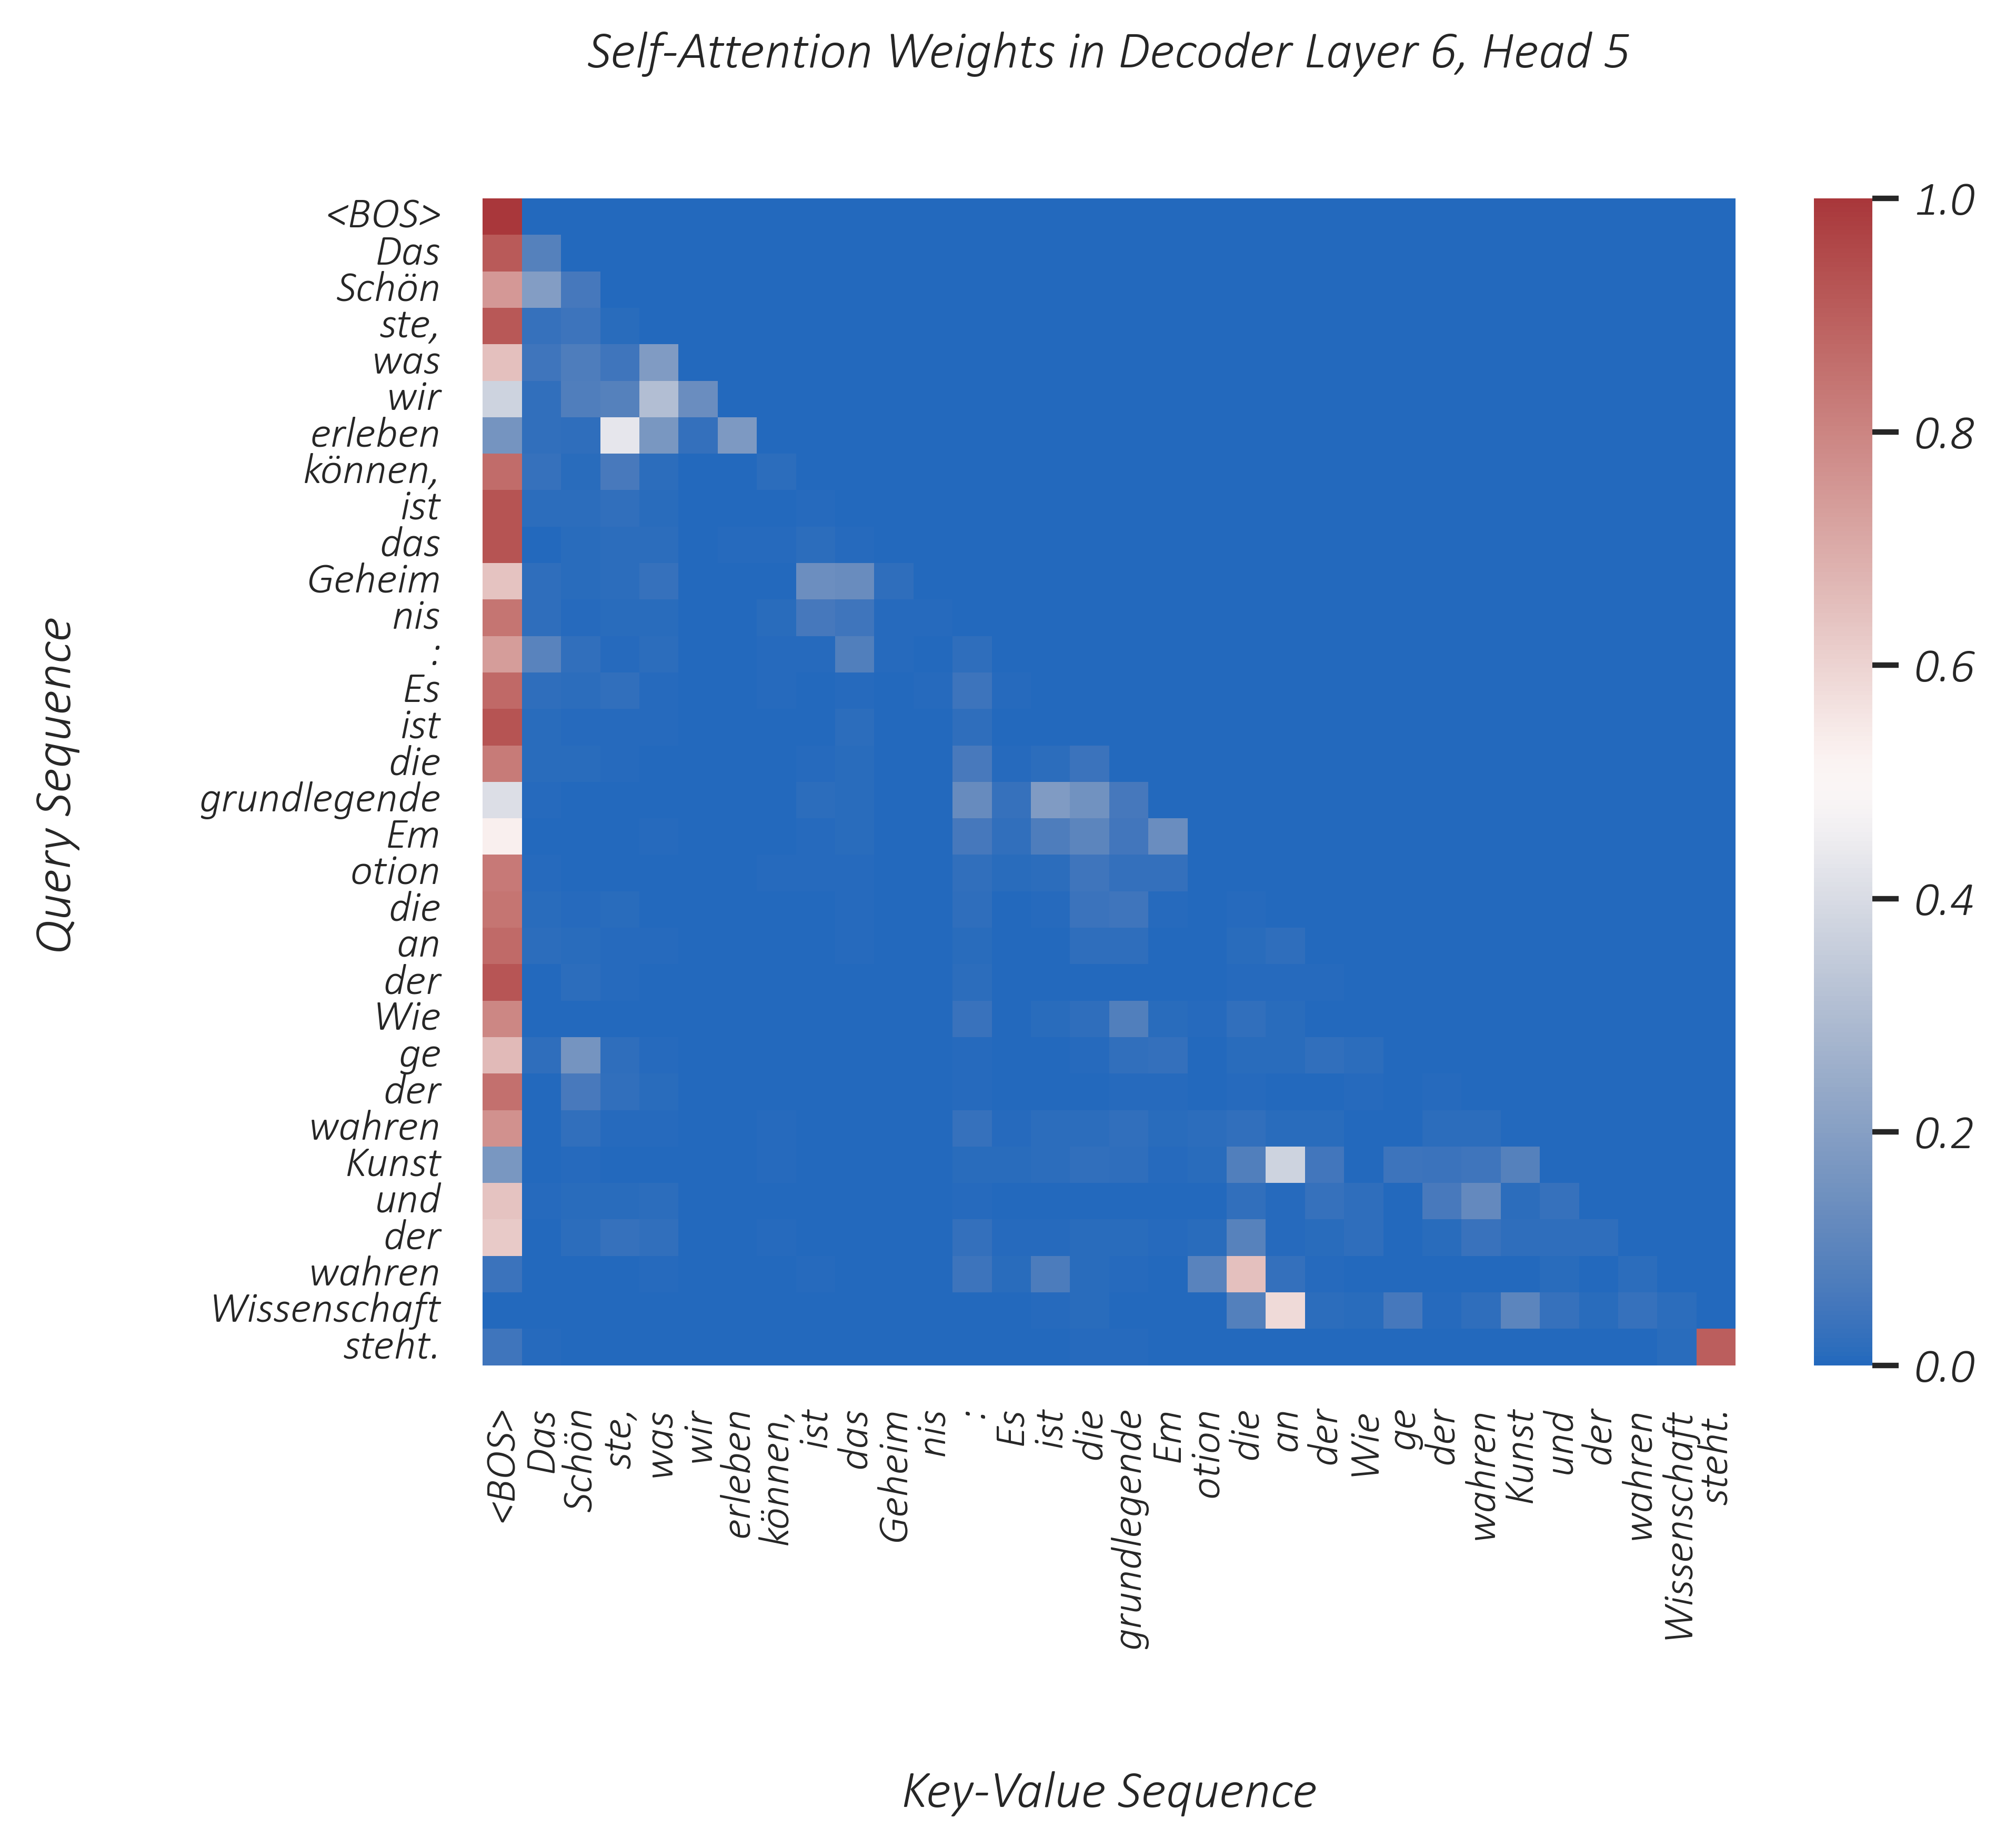 Self-Attention Weights in Decoder Layer 6, Head 5
Query Sequence
<BOS>
Das
Schön
ste,
was
wir
erleben
können,
ist
das
Geheim
nis
:
Es
ist
die
grundlegende
Em
otion
die
an
der
Wie
ge
der
wahren
Kunst
und
der
wahren
Wissenschaft
steht.
1.0
0.8
0.6
0.4
0.2
0.0
<BOS>
Das
Schön
ste,
was
wir
erleben
können,
ist
das
Geheim
nis
:
Es
ist
die
grundlegende
Em
otion
die
an
der
Wie
ge
der
wahren
Kunst
und
der
wahren
Wissenschaft
steht.
Key-Value Sequence